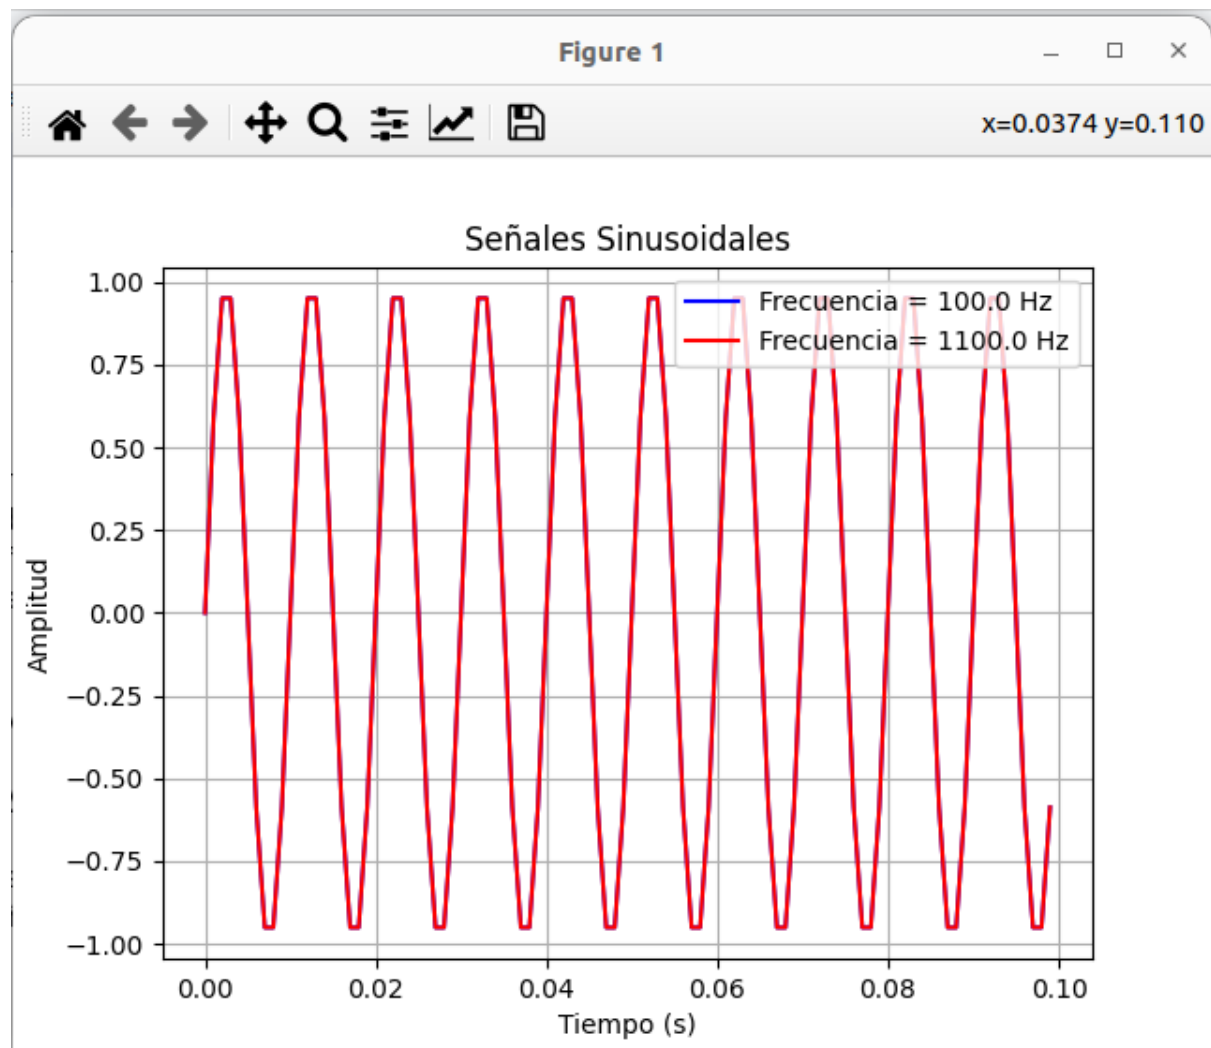 Figure 1
x=0.0374 y=0.110
Señales Sinusoidales
Frecuencia = 100.0 Hz
Frecuencia = 1100.0 Hz
1.00
0.75
0.50
0.25
0.00
−0.25
−0.50
−0.75
−1.00
Amplitud
0.00 0.02 0.04 0.06 0.08 0.10
Tiempo (s)